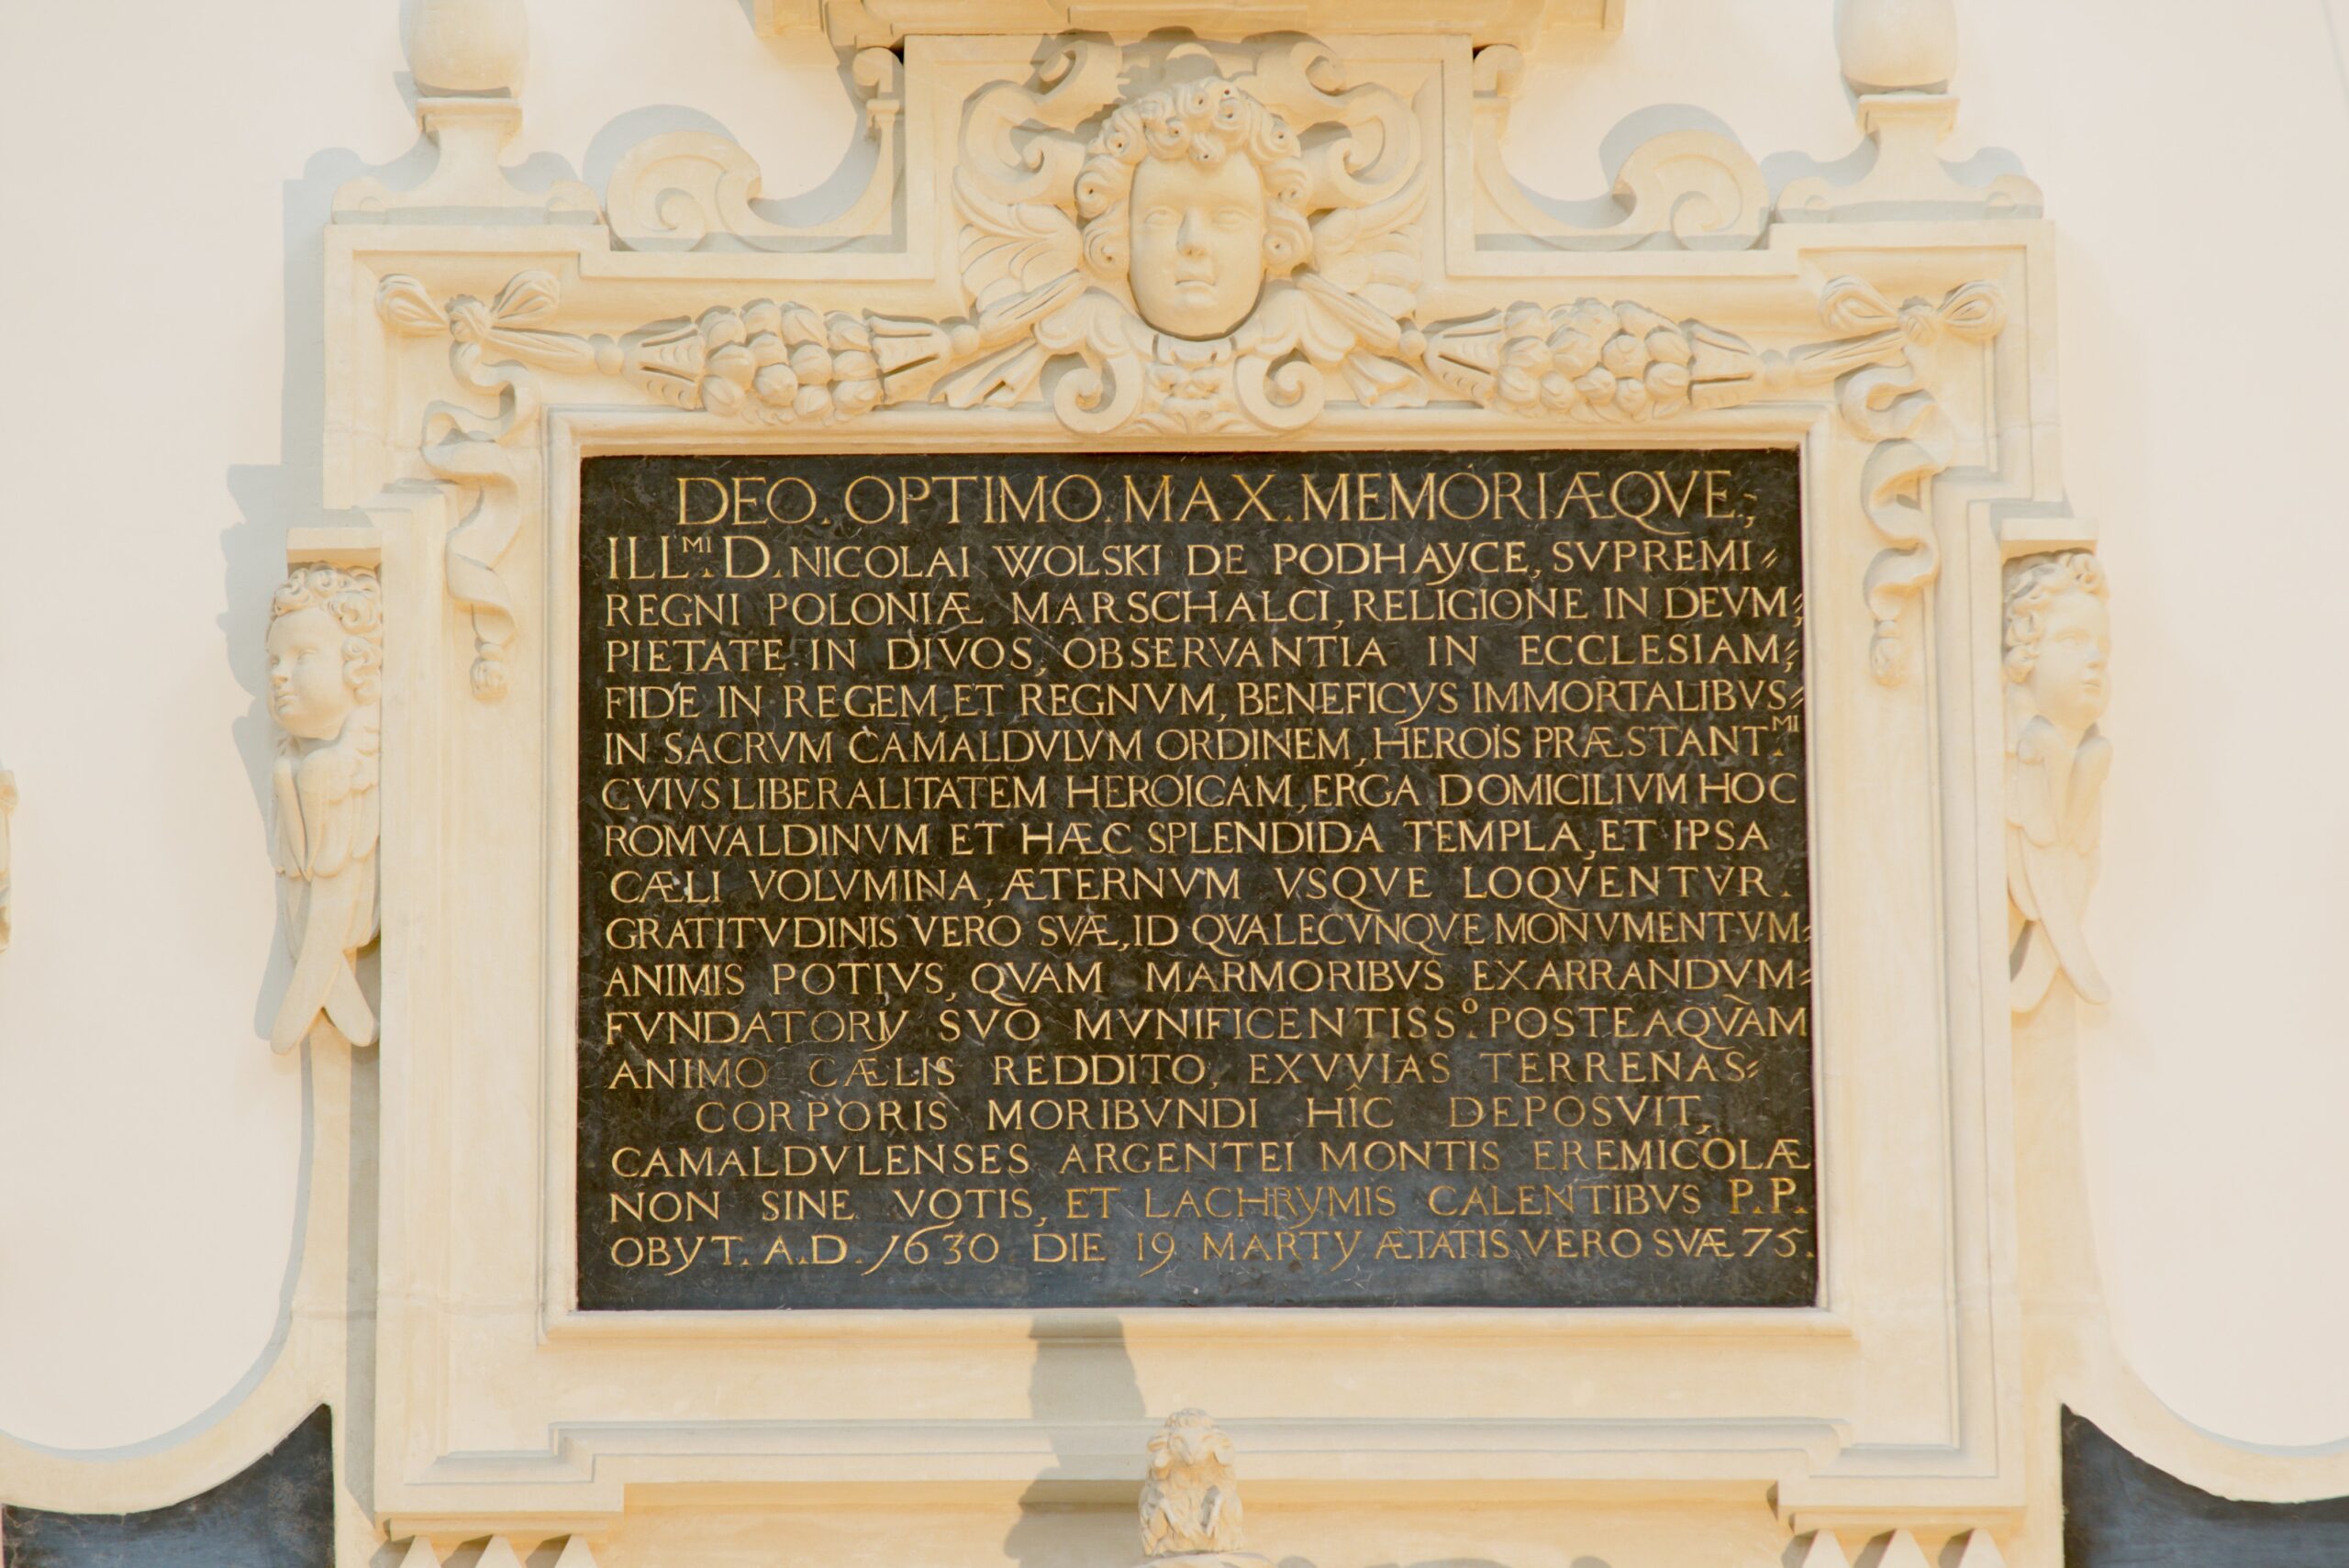 DEO. OPTIMO. MAX. MEMORIÆQVE.,
ILL.MI D. NICOLAI WOLSKI DE PODHAYCE, SVPREMI⸗
REGNI POLONIÆ MARSCHALCI, RELIGIONE IN DEVM,
PIETATE IN DIVOS, OBSERVANTIA IN ECCLESIAM,
FIDE IN REGEM, ET REGNVM, BENEFICYS IMMORTALIBVS⸗
IN SACRVM CAMALDVLVM ORDINEM, HEROIS PRÆSTANT.MI
CVIVS LIBERALITATEM HEROICAM, ERGA DOMICILIVM HOC
ROMVALDINVM ET HÆC SPLENDIDA TEMPLA, ET IPSA
CÆLI VOLVMINA, ÆTERNVM VSQVE LOQVENTVR.
GRATITVDINIS VERO SVÆ, ID QVALECVNQVE MONVMENTVM⸗
ANIMIS POTIVS, QVAM MARMORIBVS EXARRANDVM⸗
FVNDATORY SVO MVNIFICENTISS.O POSTEAQVAM
ANIMO CÆLIS REDDITO, EXVVIAS TERRENAS⸗
CORPORIS MORIBVNDI HÎC DEPOSVIT,
CAMALDVLENSES ARGENTEI MONTIS EREMICOLÆ
NON SINE VOTIS, ET LACHRYMIS CALENTIBVS P.P.
OBYT. A.D. 1630 DIE 19 MARTY ÆTATIS VERO SVÆ 75.